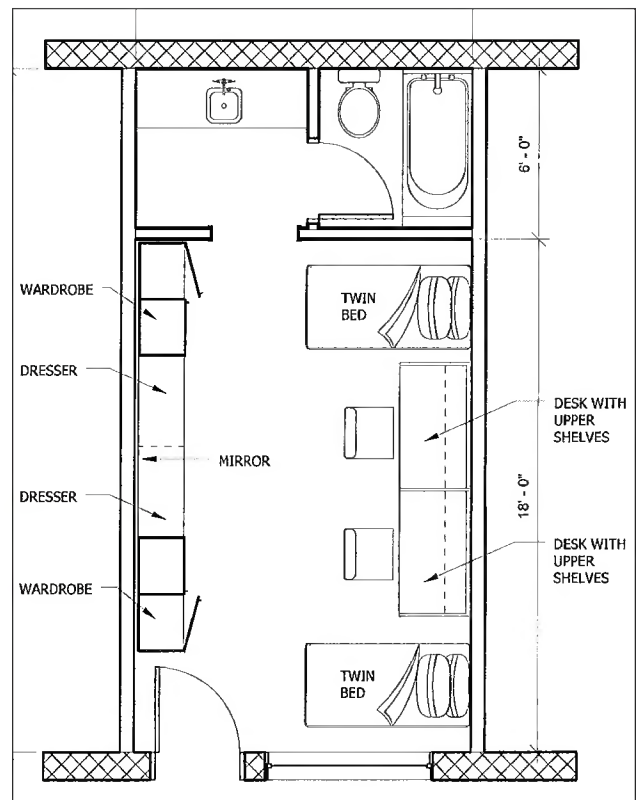 6' - 0"
WARDROBE
TWIN
BED
DRESSER
DESK WITH
UPPER
SHELVES
MIRROR
DRESSER
18' - 0"
DESK WITH
UPPER
SHELVES
WARDROBE
TWIN
BED